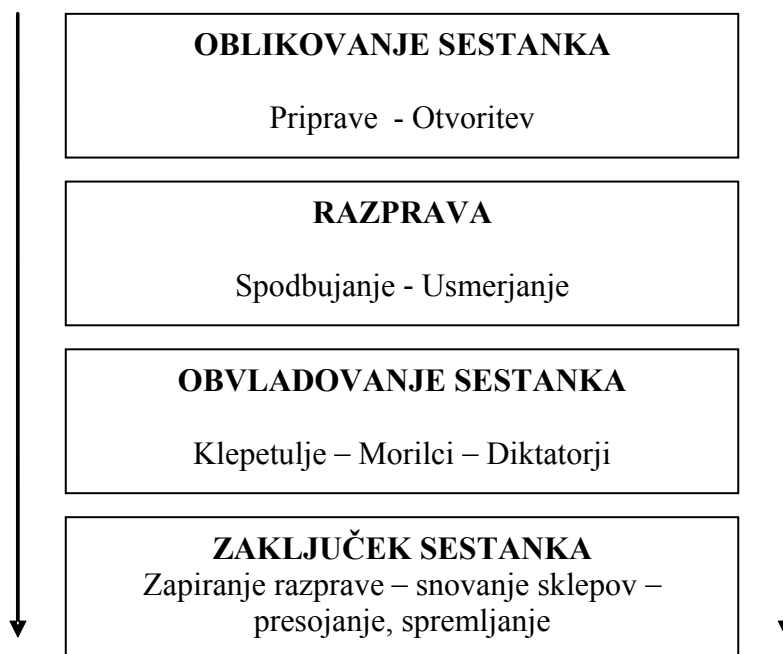 OBLIKOVANJE SESTANKA
Priprave - Otvoritev
RAZPRAVA
Spodbujanje - Usmerjanje
OBVLADOVANJE SESTANKA
Klepetulje – Morilci – Diktatorji
ZAKLJUČEK SESTANKA
Zapiranje razprave – snovanje sklepov –
presojanje, spremljanje